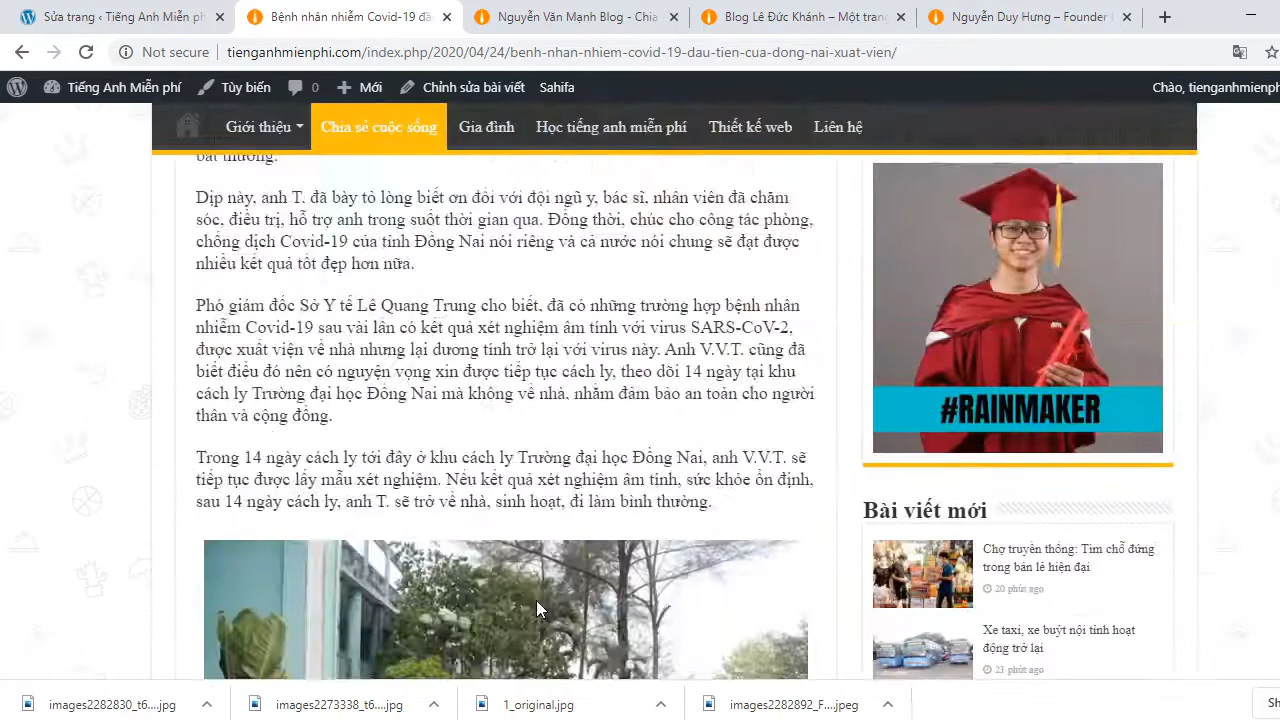 Sửa trang ‹ Tiếng Anh Miễn ph
Bệnh nhân nhiễm Covid-19 đầ
Nguyễn Văn Mạnh Blog - Chia
Blog Lê Đức Khánh – Một trang
Nguyễn Duy Hưng – Founder
Not secure
tienganhmienphi.com/index.php/2020/04/24/benh-nhan-nhiem-covid-19-dau-tien-cua-dong-nai-xuat-vien/
Tiếng Anh Miễn phí
Tùy biến
0
Mới
Chỉnh sửa bài viết
Sahifa
Chào, tienganhmienph
Giới thiệu
Chia sẻ cuộc sống
Gia đình
Học tiếng anh miễn phí
Thiết kế web
Liên hệ
bất thường.
Dịp này, anh T. đã bày tỏ lòng biết ơn đối với đội ngũ y, bác sĩ, nhân viên đã chăm
sóc, điều trị, hỗ trợ anh trong suốt thời gian qua. Đồng thời, chúc cho công tác phòng,
chống dịch Covid-19 của tỉnh Đồng Nai nói riêng và cả nước nói chung sẽ đạt được
nhiều kết quả tốt đẹp hơn nữa.
Phó giám đốc Sở Y tế Lê Quang Trung cho biết, đã có những trường hợp bệnh nhân
nhiễm Covid-19 sau vài lần có kết quả xét nghiệm âm tính với virus SARS-CoV-2,
được xuất viện về nhà nhưng lại dương tính trở lại với virus này. Anh V.V.T. cũng đã
biết điều đó nên có nguyện vọng xin được tiếp tục cách ly, theo dõi 14 ngày tại khu
cách ly Trường đại học Đồng Nai mà không về nhà, nhằm đảm bảo an toàn cho người
thân và cộng đồng.
Trong 14 ngày cách ly tới đây ở khu cách ly Trường đại học Đồng Nai, anh V.V.T. sẽ
tiếp tục được lấy mẫu xét nghiệm. Nếu kết quả xét nghiệm âm tính, sức khỏe ổn định,
sau 14 ngày cách ly, anh T. sẽ trở về nhà, sinh hoạt, đi làm bình thường.
#RAINMAKER
Bài viết mới
Chợ truyền thống: Tìm chỗ đứng
trong bán lẻ hiện đại
20 phút ago
Xe taxi, xe buýt nội tỉnh hoạt
động trở lại
23 phút ago
images2282830_t6....jpg
images2273338_t6....jpg
1_original.jpg
images2282892_F....jpeg
Sh